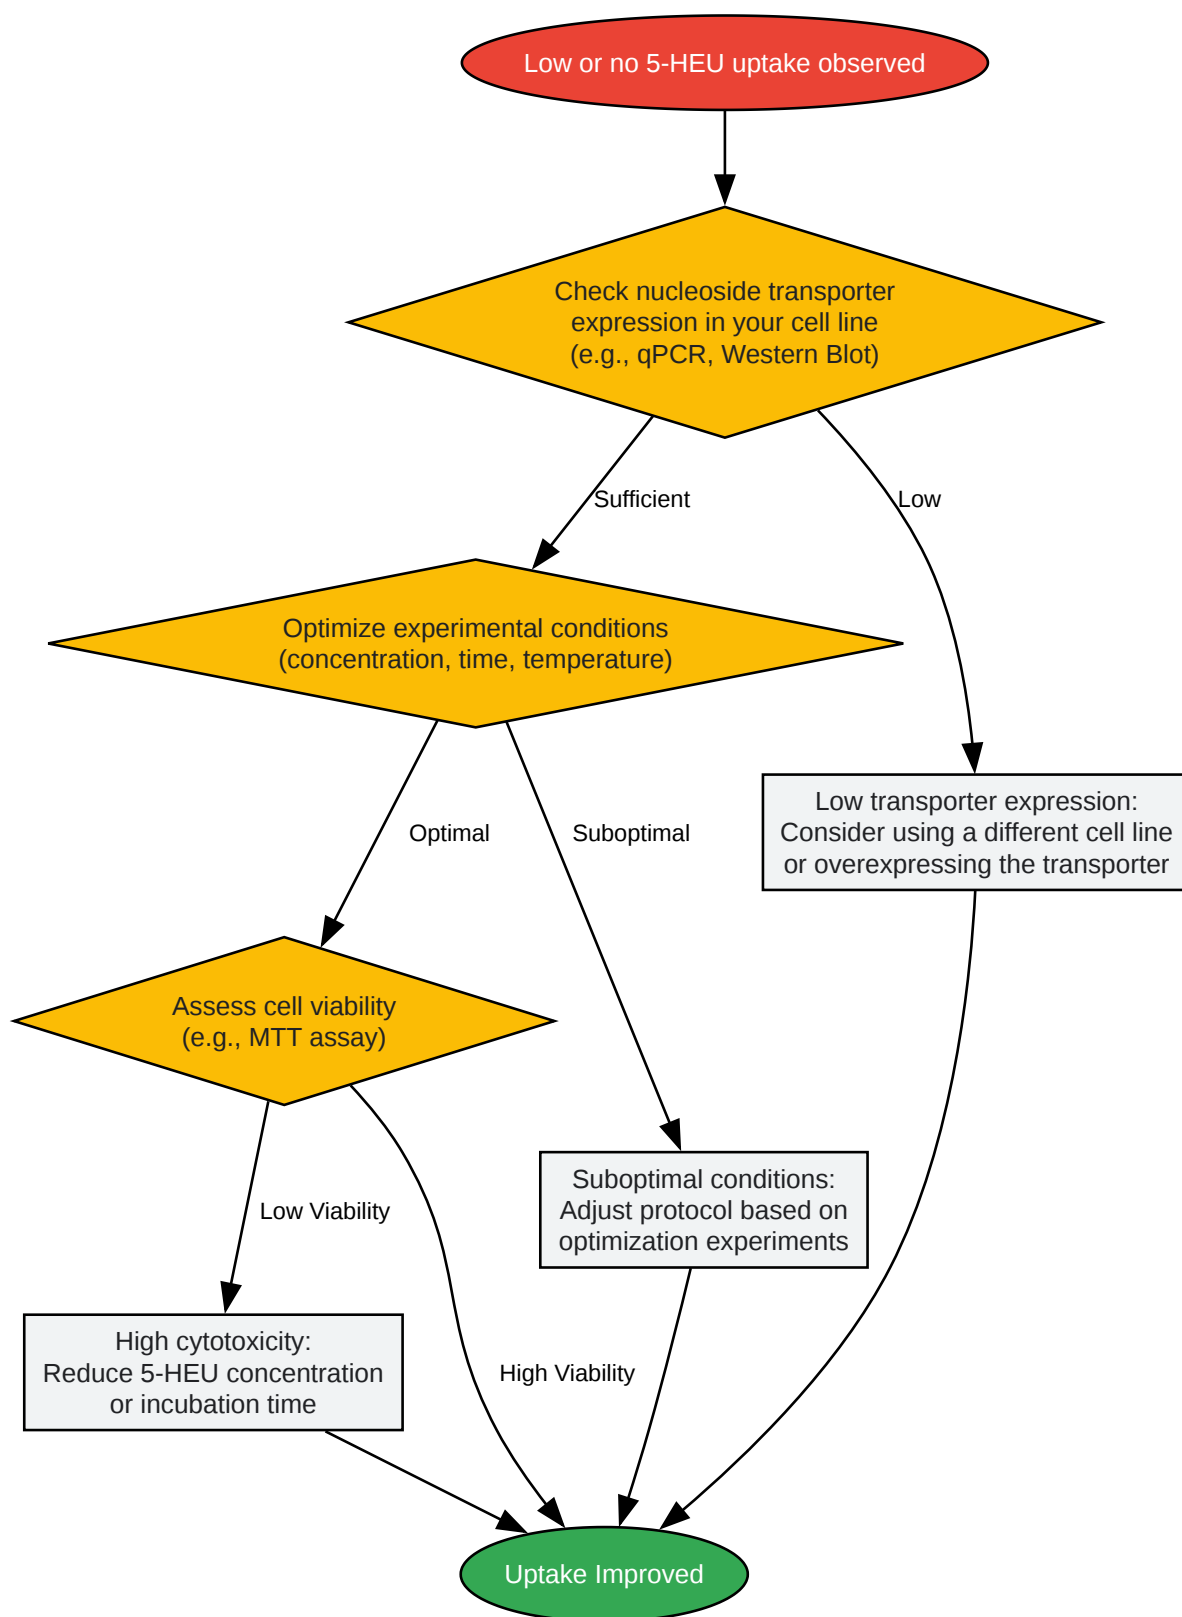 Low or no 5-HEU uptake observed
Check nucleoside transporter
expression in your cell line
(e.g., qPCR, Western Blot)
Sufficient
Low
Optimize experimental conditions
(concentration, time, temperature)
Optimal
Suboptimal
Low transporter expression:
Consider using a different cell line
or overexpressing the transporter
Assess cell viability
(e.g., MTT assay)
Suboptimal conditions:
Adjust protocol based on
optimization experiments
Low Viability
High cytotoxicity:
Reduce 5-HEU concentration
or incubation time
High Viability
Uptake Improved